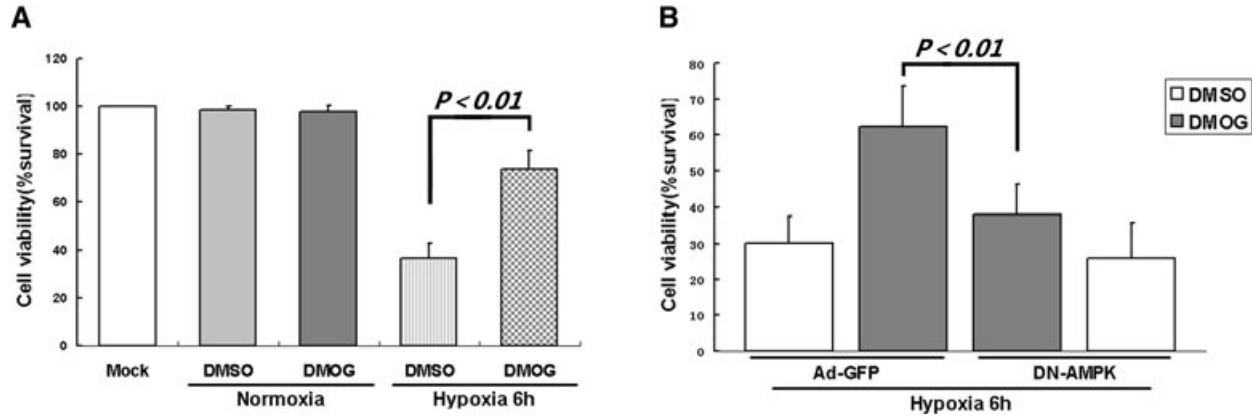 A
Cell viability(%survival)
120
100
80
60
40
20
0
P < 0.01
Mock
DMSO
DMOG
DMSO
DMOG
Normoxia
Hypoxia 6h
B
Cell viability(%survival)
80
70
60
50
40
30
20
10
0
P < 0.01
DMSO
DMOG
Ad-GFP
DN-AMPK
Hypoxia 6h